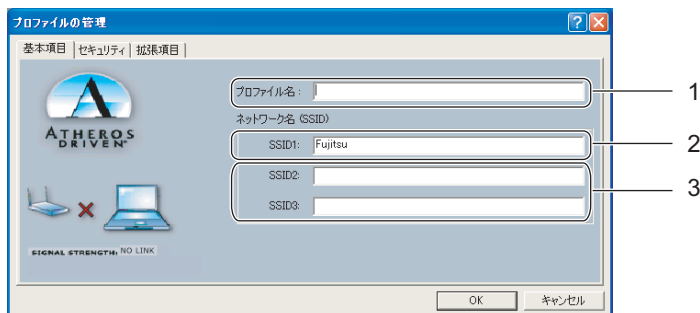 プロファイルの管理
基本項目 セキュリティ 拡張項目
プロファイル名：
1
ネットワーク名 (SSID)
ATHEROS
DRIVEN
SSID1: Fujitsu
2
SSID2:
3
SSID3:
SIGNAL STRENGTH: NO LINK
OK キャンセル